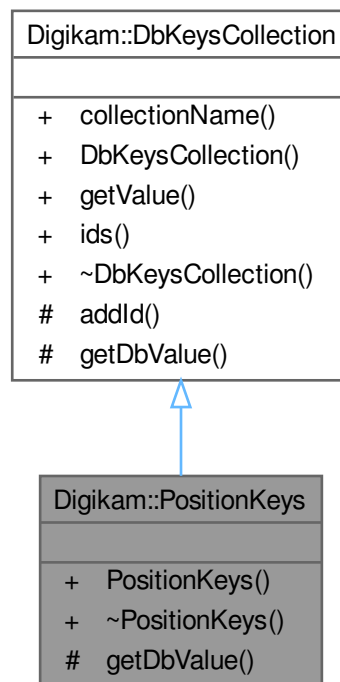 Digikam::DbKeysCollection
+ collectionName()
+ DbKeysCollection()
+ getValue()
+ ids()
+ ~DbKeysCollection()
# addId()
# getDbValue()
Digikam::PositionKeys
+ PositionKeys()
+ ~PositionKeys()
# getDbValue()